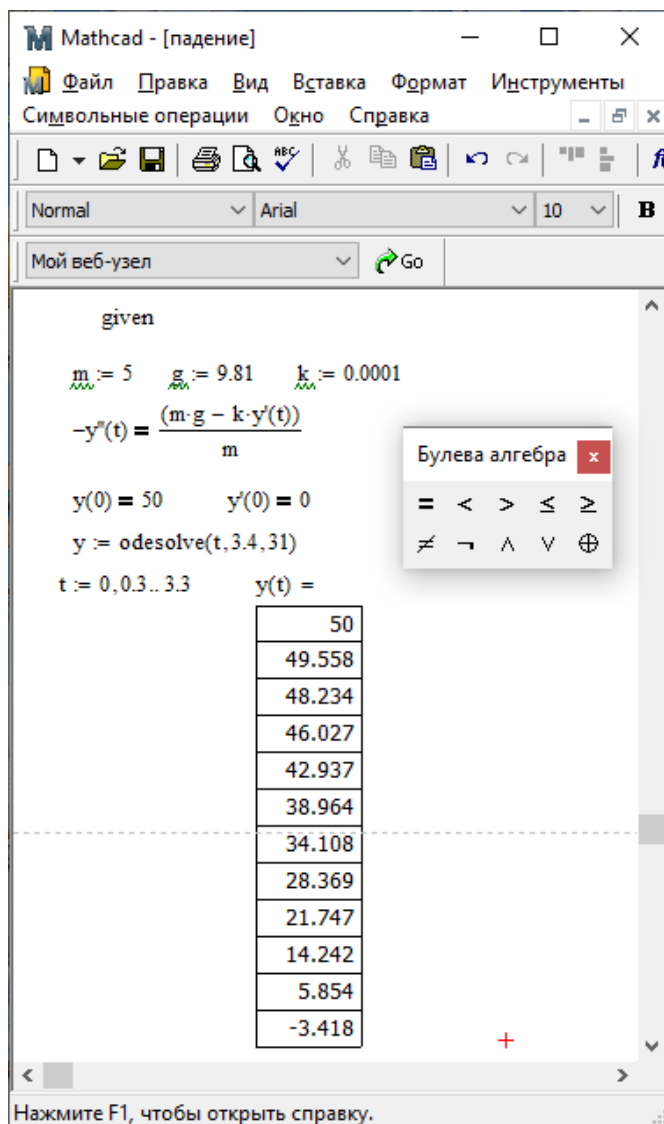 Mathcad - [падение]
Файл Правка Вид Вставка Формат Инструменты
Символьные операции Окно Справка
Normal Arial 10 B
Мой веб-узел Go
given
m := 5 g := 9.81 k := 0.0001
-y''(t) = (m·g − k·y'(t))
m
Булева алгебра x
= < > ≤ ≥
≠ ¬ ∧ ∨ ⊕
y(0) = 50 y'(0) = 0
y := odesolve(t, 3.4, 31)
t := 0, 0.3.. 3.3 y(t) =
50
49.558
48.234
46.027
42.937
38.964
34.108
28.369
21.747
14.242
5.854
-3.418
Нажмите F1, чтобы открыть справку.